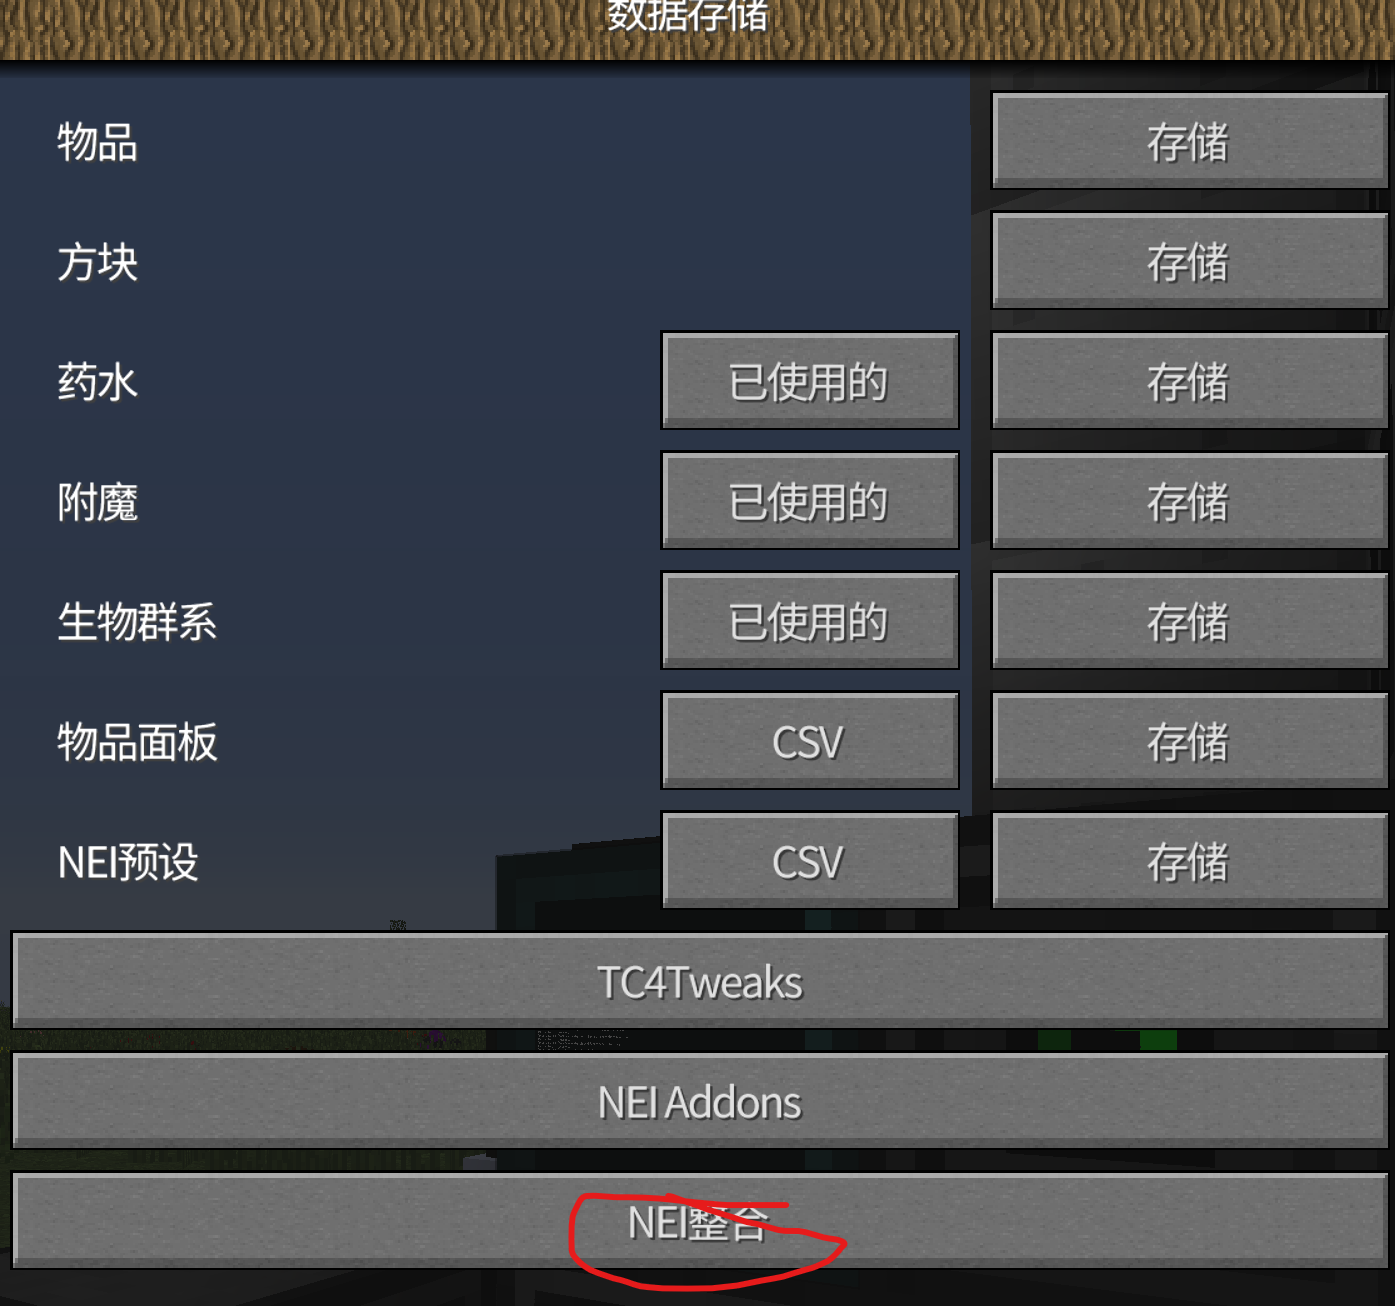 数据存储
物品
存储
方块
存储
药水
已使用的
存储
附魔
已使用的
存储
生物群系
已使用的
存储
物品面板
CSV
存储
NEI预设
CSV
存储
TC4Tweaks
NEI Addons
NEI整合